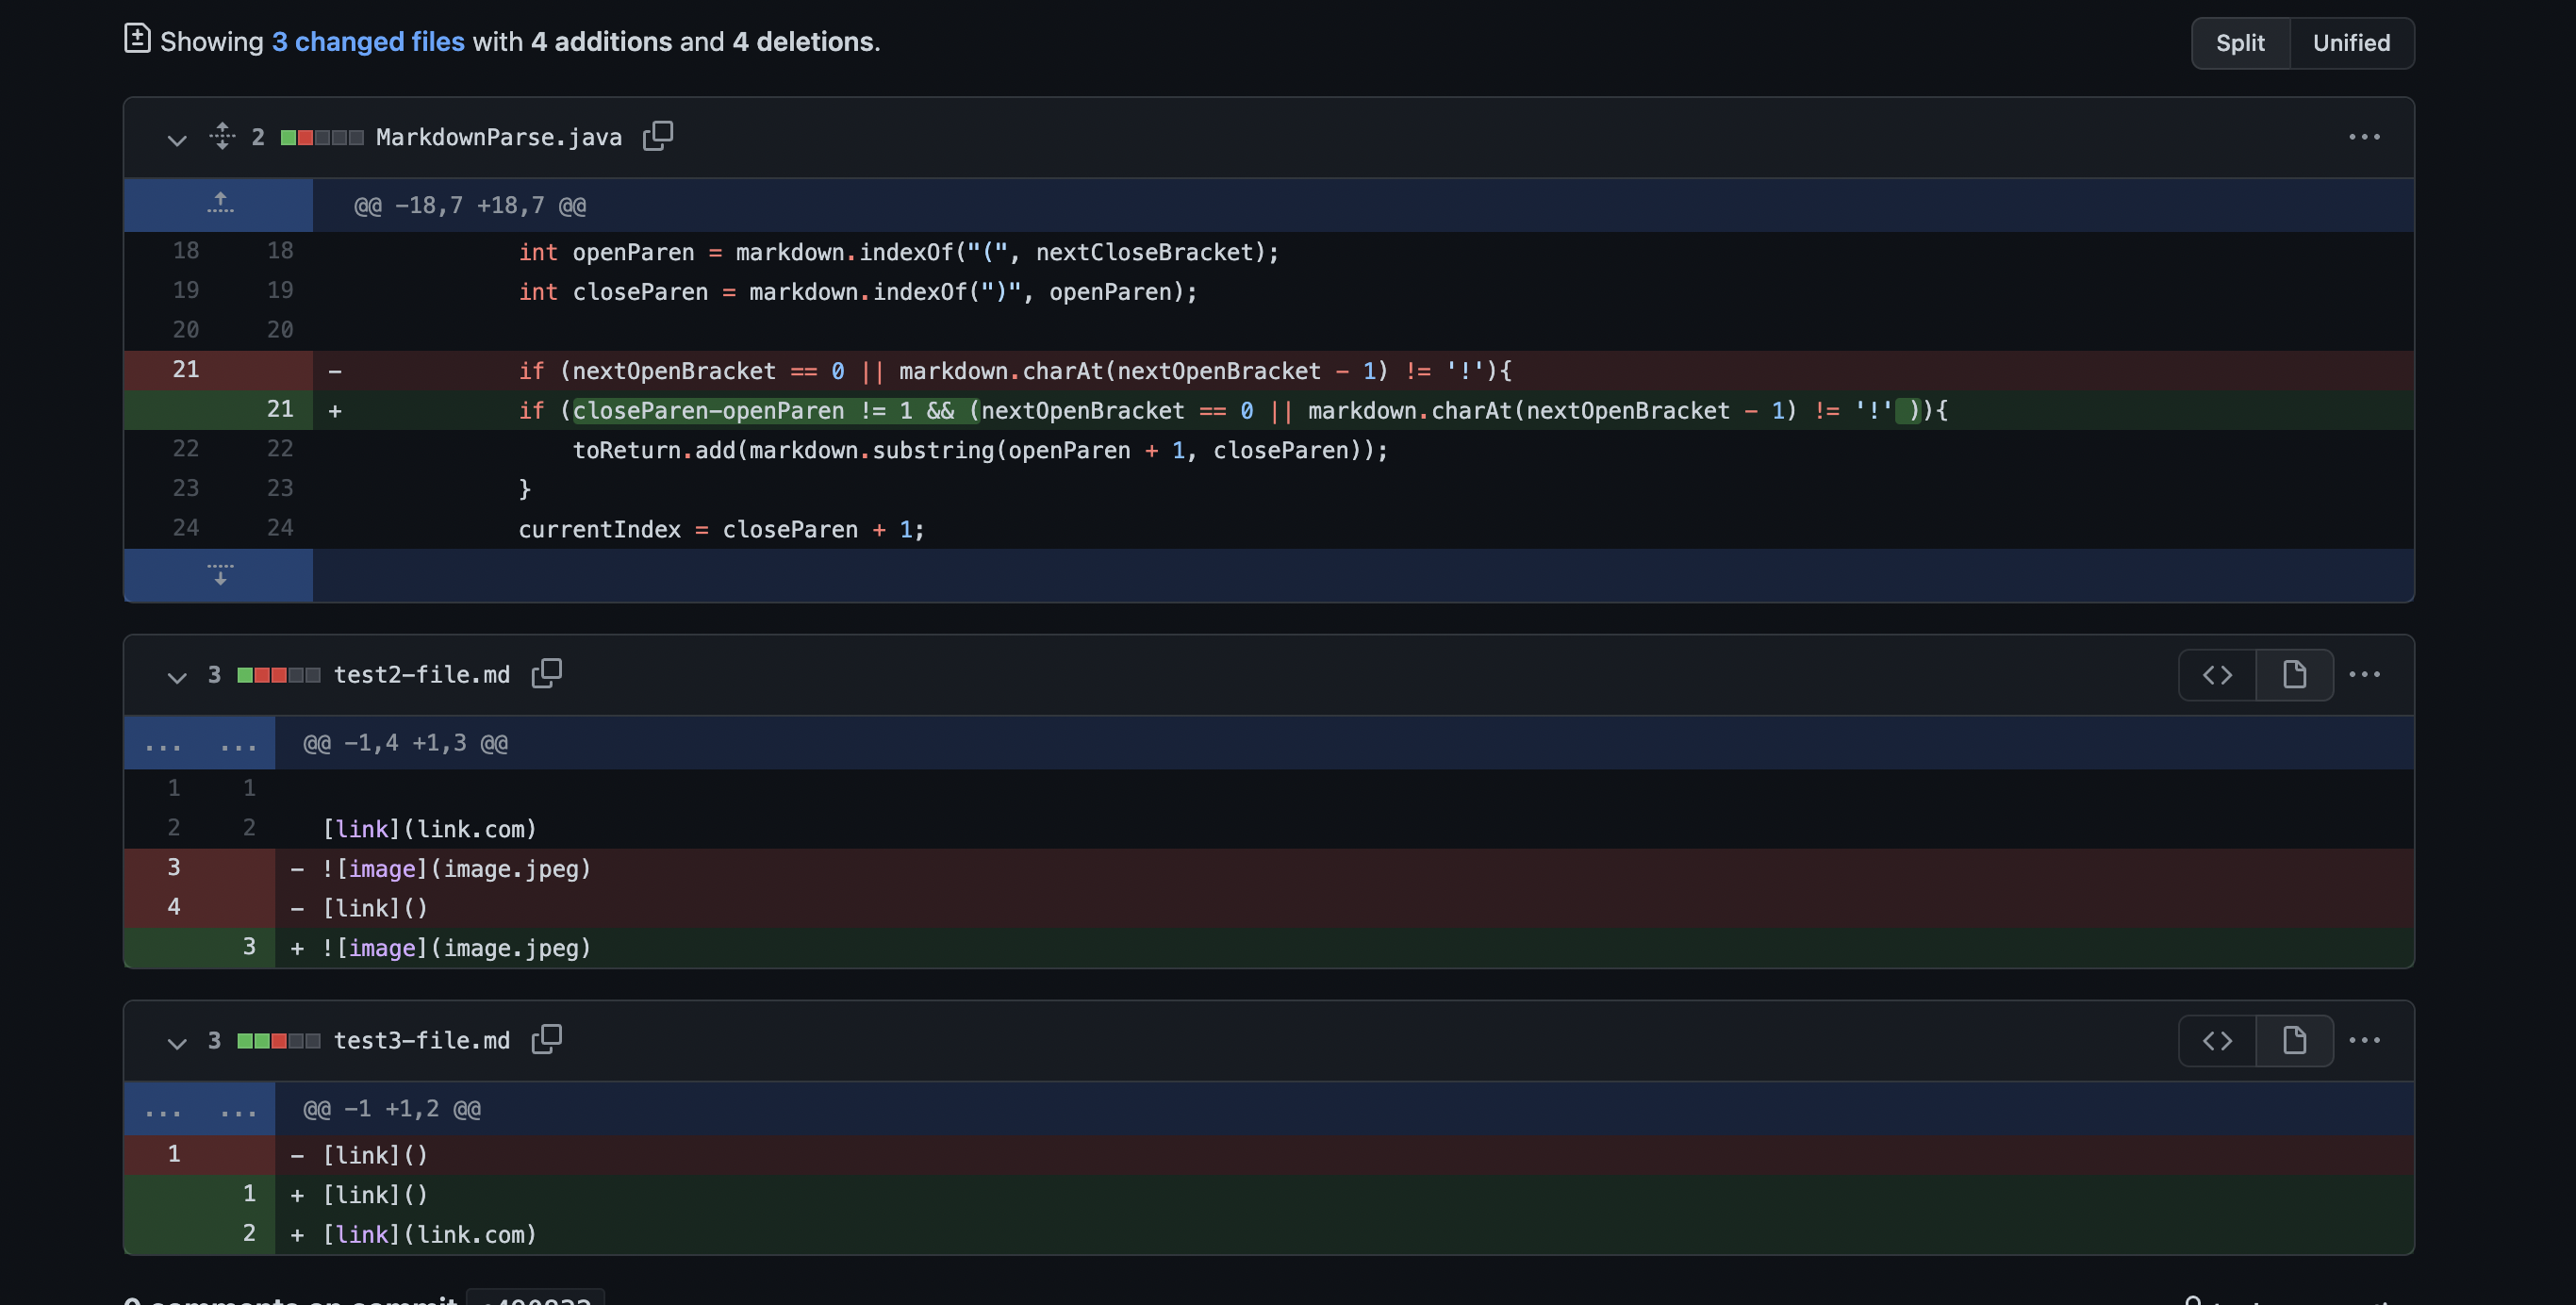 Showing 3 changed files with 4 additions and 4 deletions.
Split Unified
2 MarkdownParse.java
@@ -18,7 +18,7 @@
18 18 int openParen = markdown.indexOf("(", nextCloseBracket);
19 19 int closeParen = markdown.indexOf(")", openParen);
20 20
21 - if (nextOpenBracket == 0 || markdown.charAt(nextOpenBracket - 1) != '!'){
21 + if (closeParen-openParen != 1 && (nextOpenBracket == 0 || markdown.charAt(nextOpenBracket - 1) != '!' )){
22 22 toReturn.add(markdown.substring(openParen + 1, closeParen));
23 23 }
24 24 currentIndex = closeParen + 1;
3 test2-file.md
... ... @@ -1,4 +1,3 @@
1 1
2 2 [link](link.com)
3 - ![image](image.jpeg)
4 - [link]()
3 + ![image](image.jpeg)
3 test3-file.md
... ... @@ -1 +1,2 @@
1 - [link]()
1 + [link]()
2 + [link](link.com)
0 comments on commit